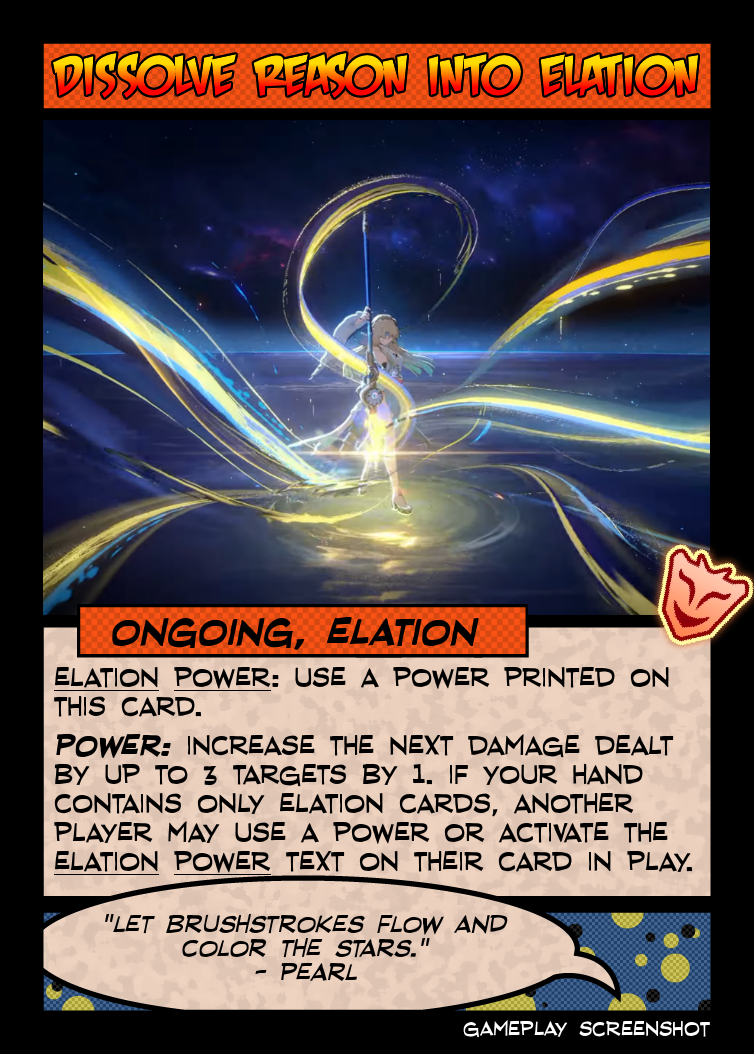 DISSOLVE REASON INTO ELATION
ONGOING, ELATION
ELATION POWER: USE A POWER PRINTED ON
THIS CARD.
POWER: INCREASE THE NEXT DAMAGE DEALT
BY UP TO 3 TARGETS BY 1. IF YOUR HAND
CONTAINS ONLY ELATION CARDS, ANOTHER
PLAYER MAY USE A POWER OR ACTIVATE THE
ELATION POWER TEXT ON THEIR CARD IN PLAY.
"LET BRUSHSTROKES FLOW AND
COLOR THE STARS."
- PEARL
GAMEPLAY SCREENSHOT